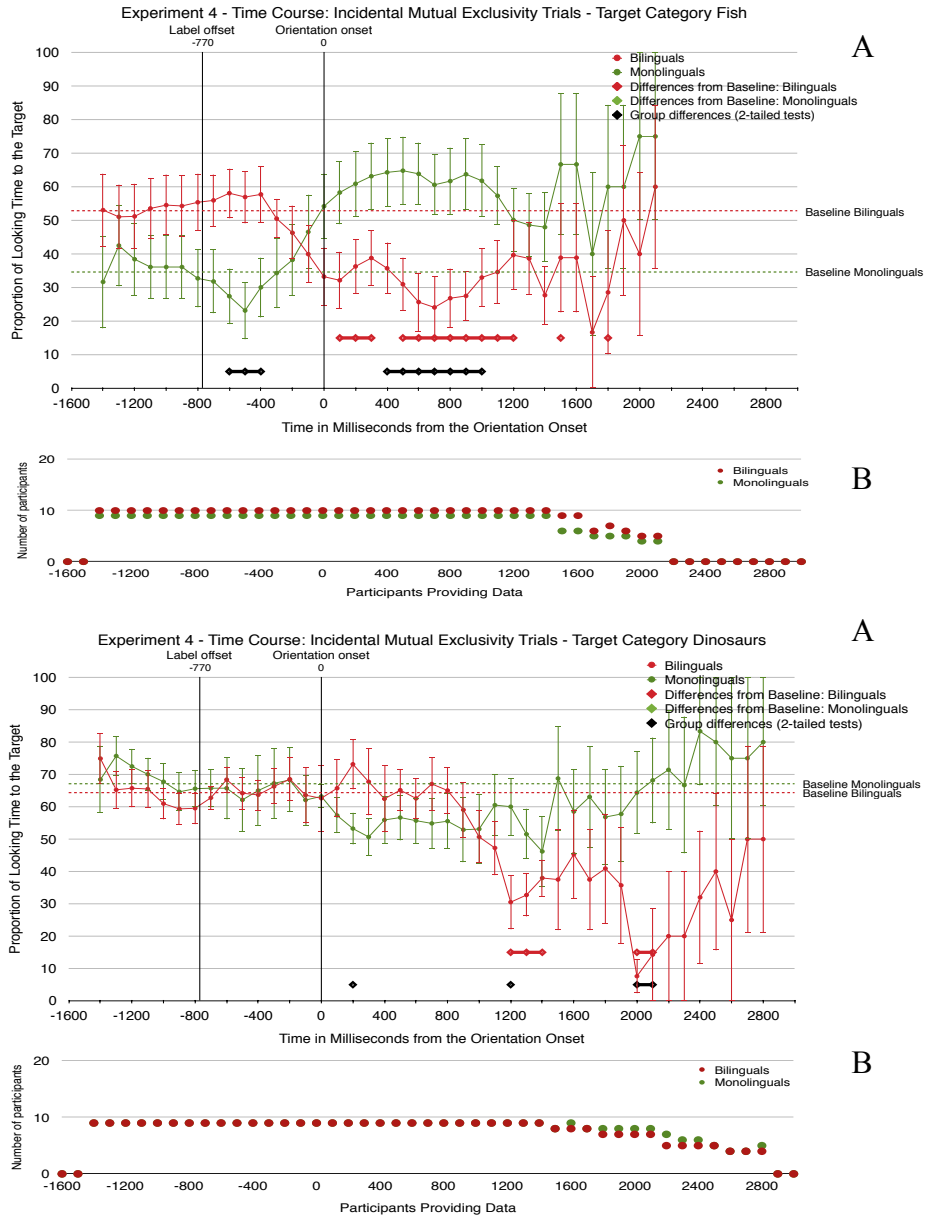 Experiment 4 - Time Course: Incidental Mutual Exclusivity Trials - Target Category Fish
A
Label offset
-770
Orientation onset
0
Bilinguals
Monolinguals
Differences from Baseline: Bilinguals
Differences from Baseline: Monolinguals
Group differences (2-tailed tests)
Proportion of Looking Time to the Target
100
90
80
70
60
50
40
30
20
10
0
Baseline Bilinguals
Baseline Monolinguals
-1600 -1200 -800 -400 0 400 800 1200 1600 2000 2400 2800
Time in Milliseconds from the Orientation Onset
B
Number of participants
20
10
0
Bilinguals
Monolinguals
-1600 -1200 -800 -400 0 400 800 1200 1600 2000 2400 2800
Participants Providing Data
A
Experiment 4 - Time Course: Incidental Mutual Exclusivity Trials - Target Category Dinosaurs
Label offset
-770
Orientation onset
0
Bilinguals
Monolinguals
Differences from Baseline: Bilinguals
Differences from Baseline: Monolinguals
Group differences (2-tailed tests)
Proportion of Looking Time to the Target
100
90
80
70
60
50
40
30
20
10
0
Baseline Monolinguals
Baseline Bilinguals
-1600 -1200 -800 -400 0 400 800 1200 1600 2000 2400 2800
Time in Milliseconds from the Orientation Onset
B
Number of participants
20
10
0
Bilinguals
Monolinguals
-1600 -1200 -800 -400 0 400 800 1200 1600 2000 2400 2800
Participants Providing Data